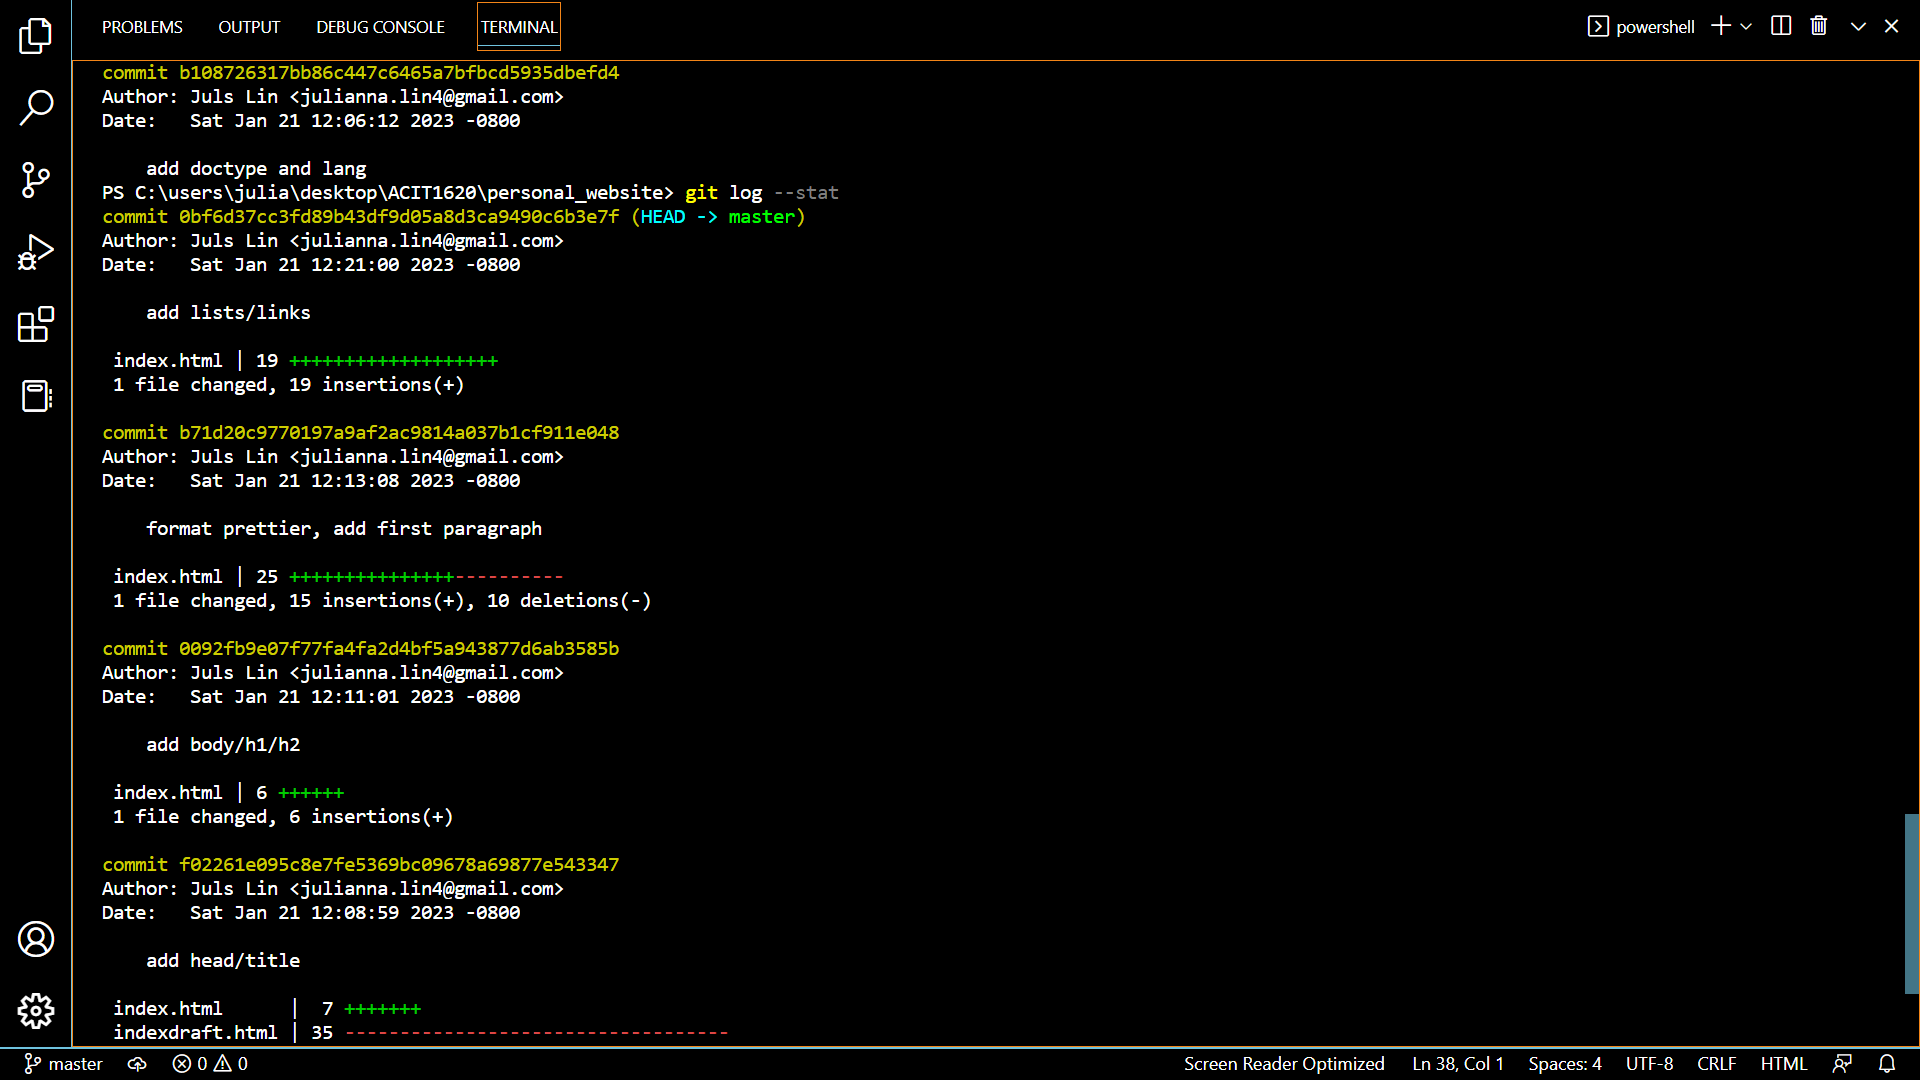 PROBLEMS OUTPUT DEBUG CONSOLE TERMINAL powershell
commit b108726317bb86c447c6465a7bfbcd5935dbefd4
Author: Juls Lin <julianna.lin4@gmail.com>
Date:   Sat Jan 21 12:06:12 2023 -0800
add doctype and lang
PS C:\users\julia\desktop\ACIT1620\personal_website> git log --stat
commit 0bf6d37cc3fd89b43df9d05a8d3ca9490c6b3e7f (HEAD -> master)
Author: Juls Lin <julianna.lin4@gmail.com>
Date:   Sat Jan 21 12:21:00 2023 -0800
add lists/links
index.html | 19 +++++++++++++++++++
1 file changed, 19 insertions(+)
commit b71d20c9770197a9af2ac9814a037b1cf911e048
Author: Juls Lin <julianna.lin4@gmail.com>
Date:   Sat Jan 21 12:13:08 2023 -0800
format prettier, add first paragraph
index.html | 25 +++++++++++++++----------
1 file changed, 15 insertions(+), 10 deletions(-)
commit 0092fb9e07f77fa4fa2d4bf5a943877d6ab3585b
Author: Juls Lin <julianna.lin4@gmail.com>
Date:   Sat Jan 21 12:11:01 2023 -0800
add body/h1/h2
index.html | 6 ++++++
1 file changed, 6 insertions(+)
commit f02261e095c8e7fe5369bc09678a69877e543347
Author: Juls Lin <julianna.lin4@gmail.com>
Date:   Sat Jan 21 12:08:59 2023 -0800
add head/title
index.html      |  7 +++++++
indexdraft.html | 35 -----------------------------------
master 0 0 Screen Reader Optimized Ln 38, Col 1 Spaces: 4 UTF-8 CRLF HTML